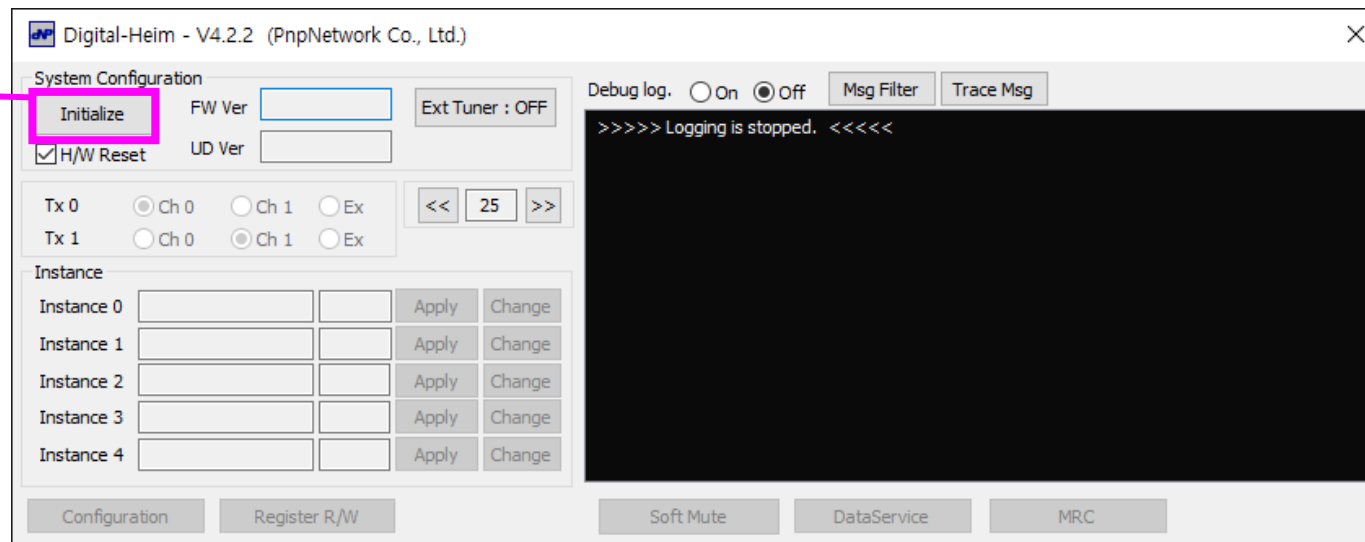 dNP Digital-Heim - V4.2.2 (PnpNetwork Co., Ltd.)
System Configuration
Initialize FW Ver Ext Tuner : OFF
H/W Reset UD Ver
Tx 0 Ch 0 Ch 1 Ex << 25 >>
Tx 1 Ch 0 Ch 1 Ex
Instance
Instance 0 Apply Change
Instance 1 Apply Change
Instance 2 Apply Change
Instance 3 Apply Change
Instance 4 Apply Change
Configuration Register R/W
Debug log. On Off Msg Filter Trace Msg
>>>>> Logging is stopped. <<<<<
Soft Mute DataService MRC